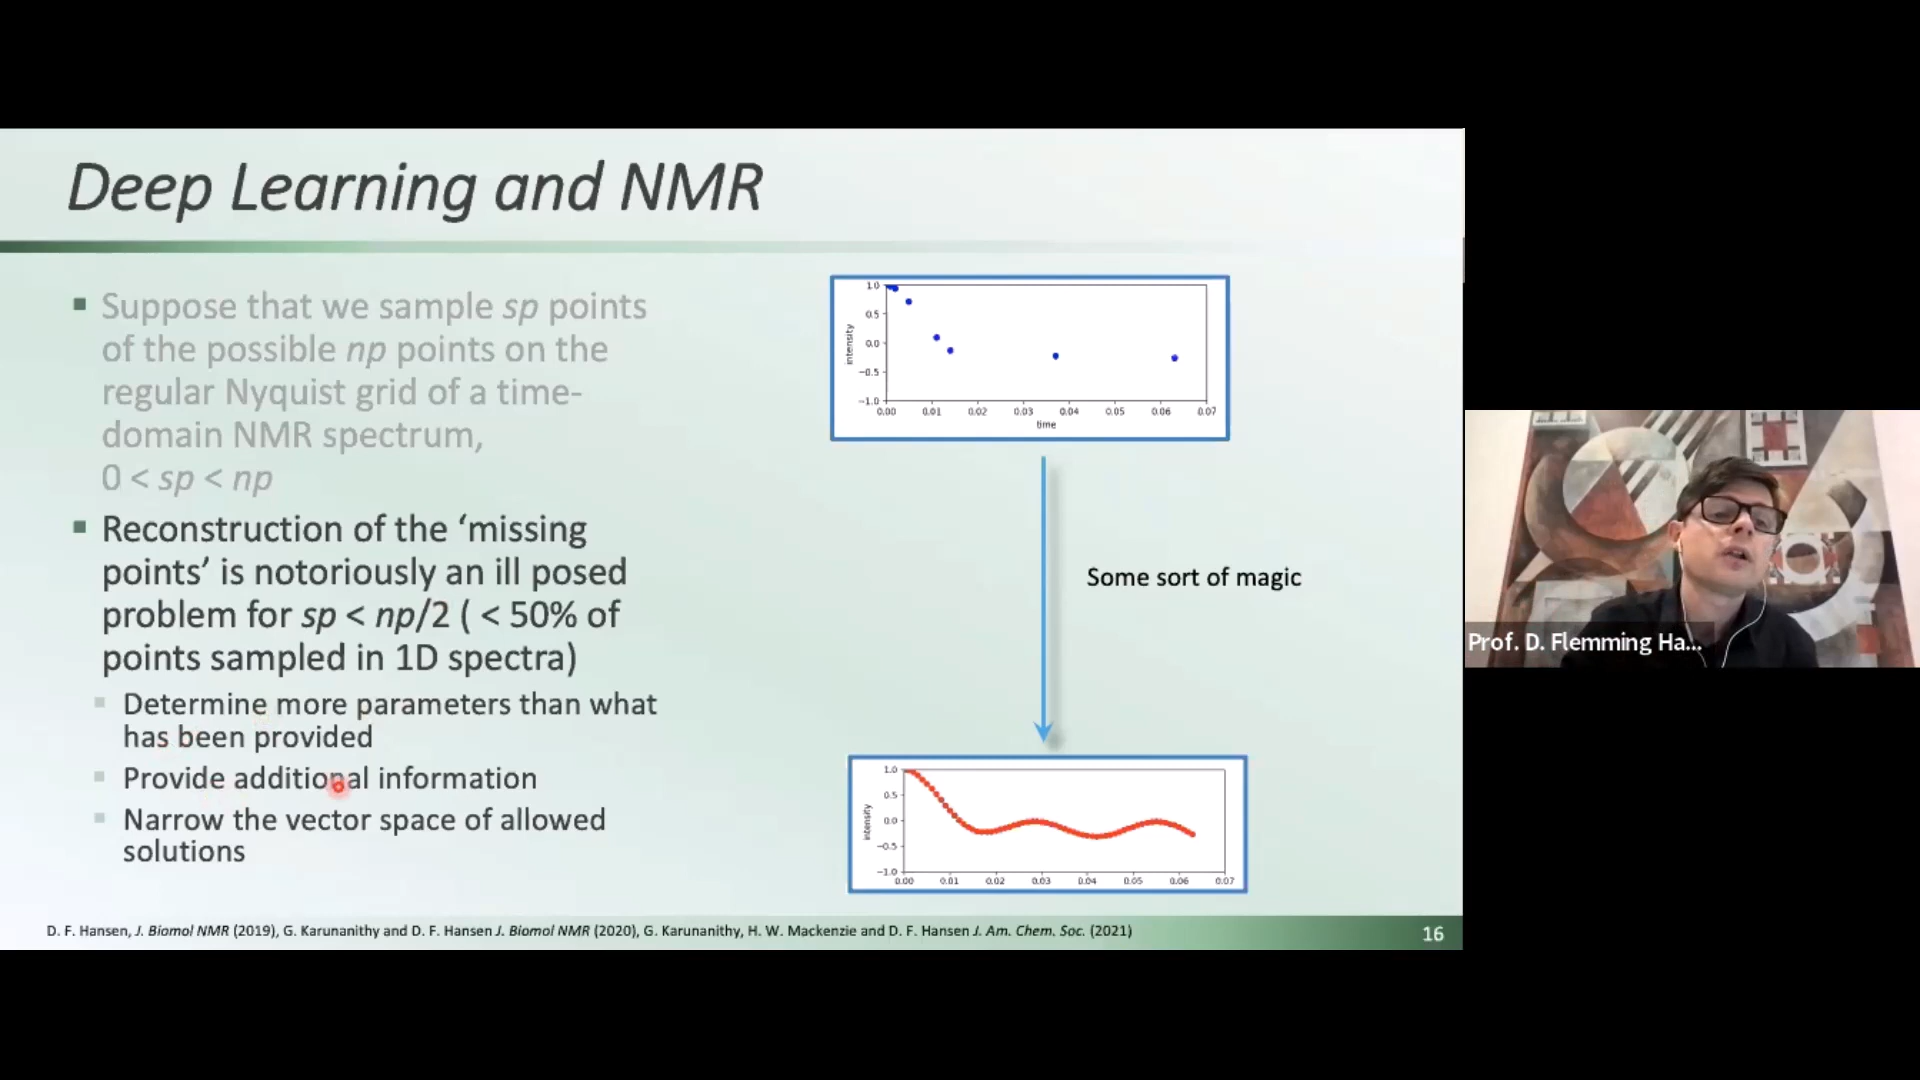 Deep Learning and NMR
Suppose that we sample sp points
of the possible np points on the
regular Nyquist grid of a time-
domain NMR spectrum,
0 < sp < np
Reconstruction of the ‘missing
points’ is notoriously an ill posed
problem for sp < np/2 ( < 50% of
points sampled in 1D spectra)
Determine more parameters than what
has been provided
Provide additional information
Narrow the vector space of allowed
solutions
1.0
0.5
0.0
−0.5
−1.0
intensity
0.00 0.01 0.02 0.03 0.04 0.05 0.06 0.07
time
Some sort of magic
1.0
0.5
0.0
−0.5
−1.0
intensity
0.00 0.01 0.02 0.03 0.04 0.05 0.06 0.07
D. F. Hansen, J. Biomol NMR (2019), G. Karunanithy and D. F. Hansen J. Biomol NMR (2020), G. Karunanithy, H. W. Mackenzie and D. F. Hansen J. Am. Chem. Soc. (2021)
16
Prof. D. Flemming Ha...